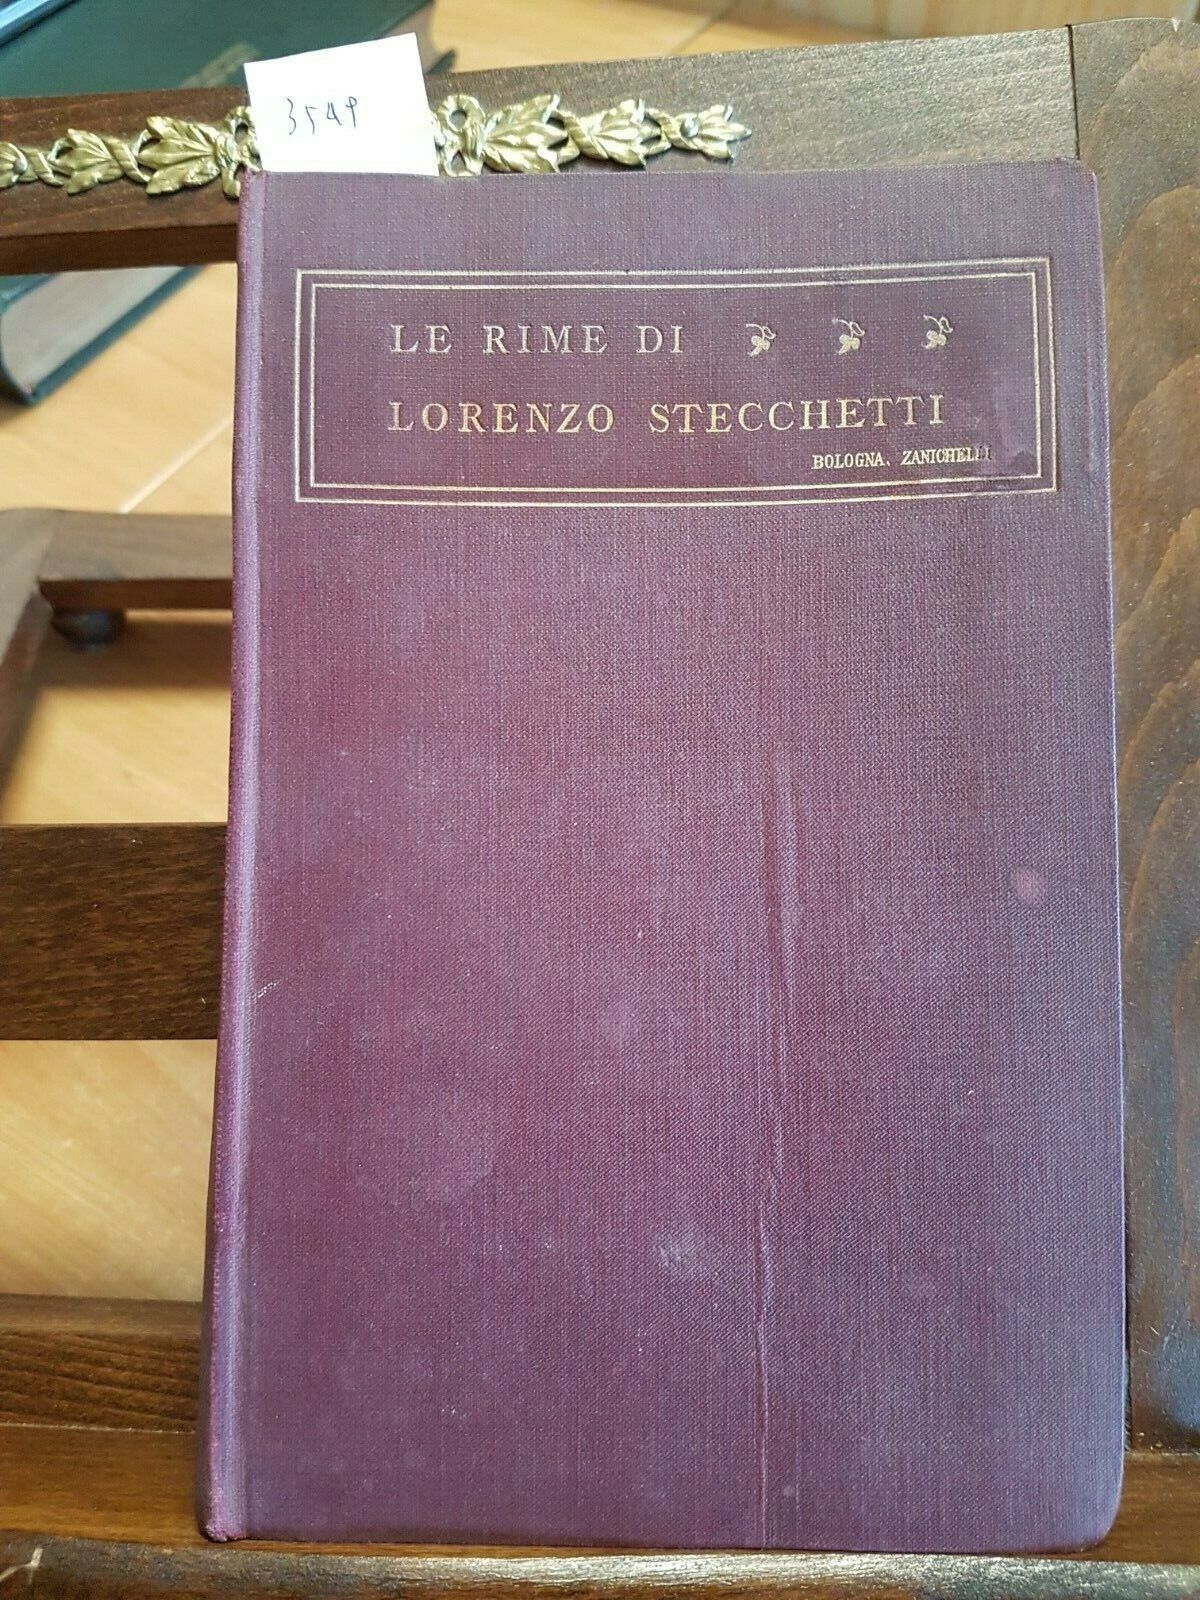 3549
LE RIME DI
LORENZO STECCHETTI
BOLOGNA, ZANICHELLI